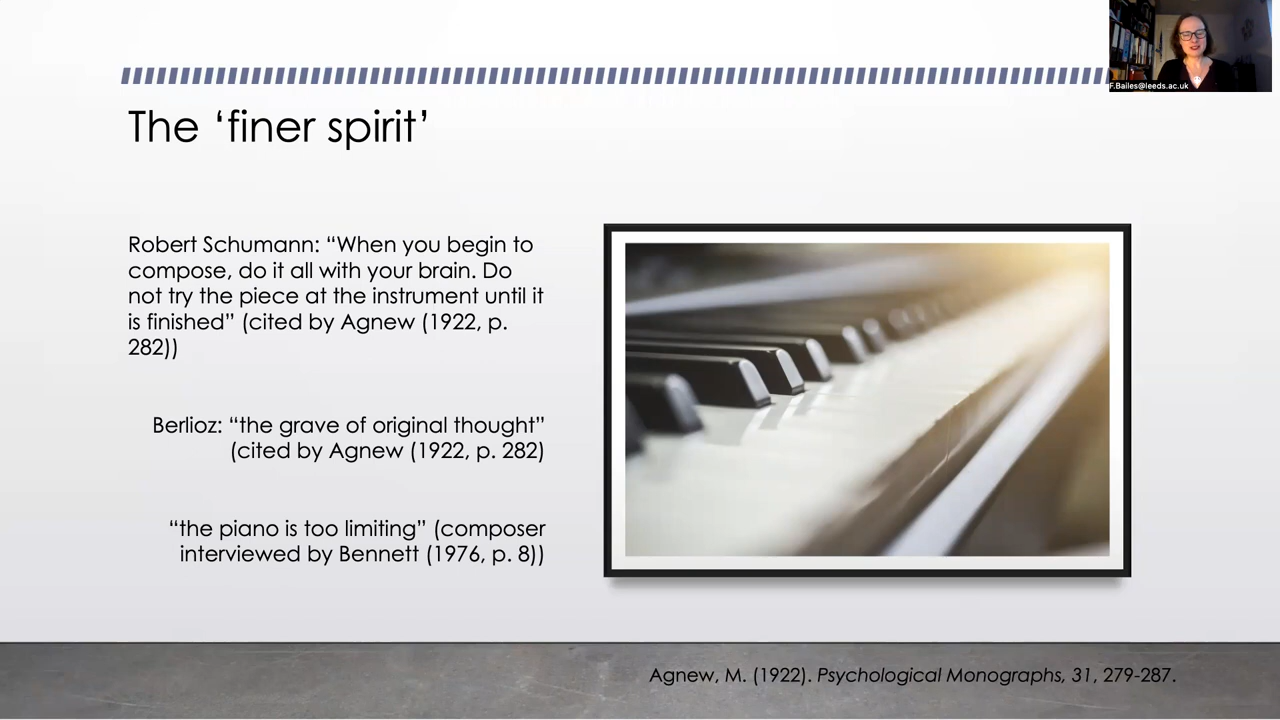 F.Bailes@leeds.ac.uk
The ‘finer spirit’
Robert Schumann: “When you begin to
compose, do it all with your brain. Do
not try the piece at the instrument until it
is finished” (cited by Agnew (1922, p.
282))
Berlioz: “the grave of original thought”
(cited by Agnew (1922, p. 282)
“the piano is too limiting” (composer
interviewed by Bennett (1976, p. 8))
Agnew, M. (1922). Psychological Monographs, 31, 279-287.